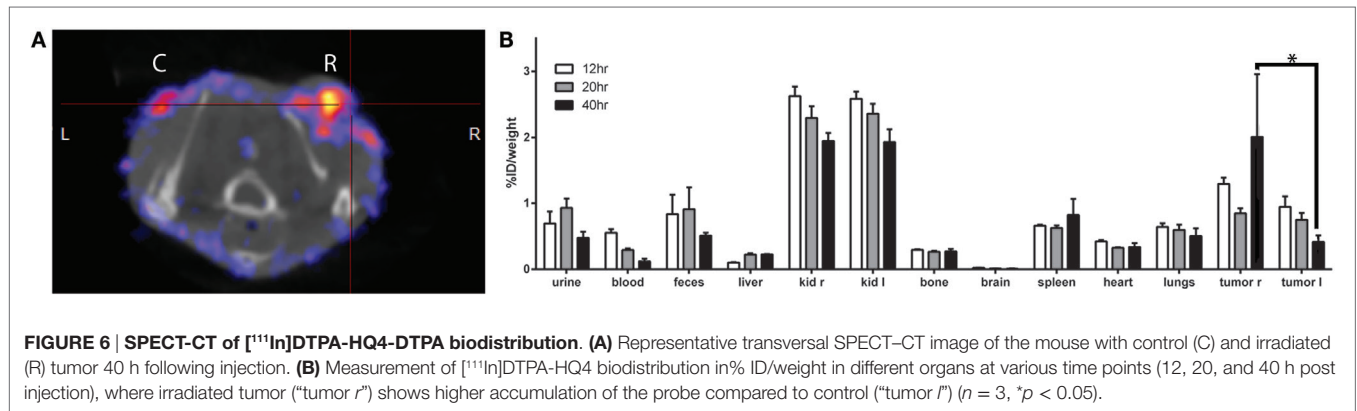 A
C
R
L
R
B
3
2
1
0
%ID/weight
12hr
20hr
40hr
*
urine blood feces liver kid r kid l bone brain spleen heart lungs tumor r tumor l
FIGURE 6 | SPECT-CT of [¹¹¹In]DTPA-HQ4-DTPA biodistribution. (A) Representative transversal SPECT–CT image of the mouse with control (C) and irradiated
(R) tumor 40 h following injection. (B) Measurement of [¹¹¹In]DTPA-HQ4 biodistribution in% ID/weight in different organs at various time points (12, 20, and 40 h post
injection), where irradiated tumor (“tumor r”) shows higher accumulation of the probe compared to control (“tumor l”) (n = 3, *p < 0.05).